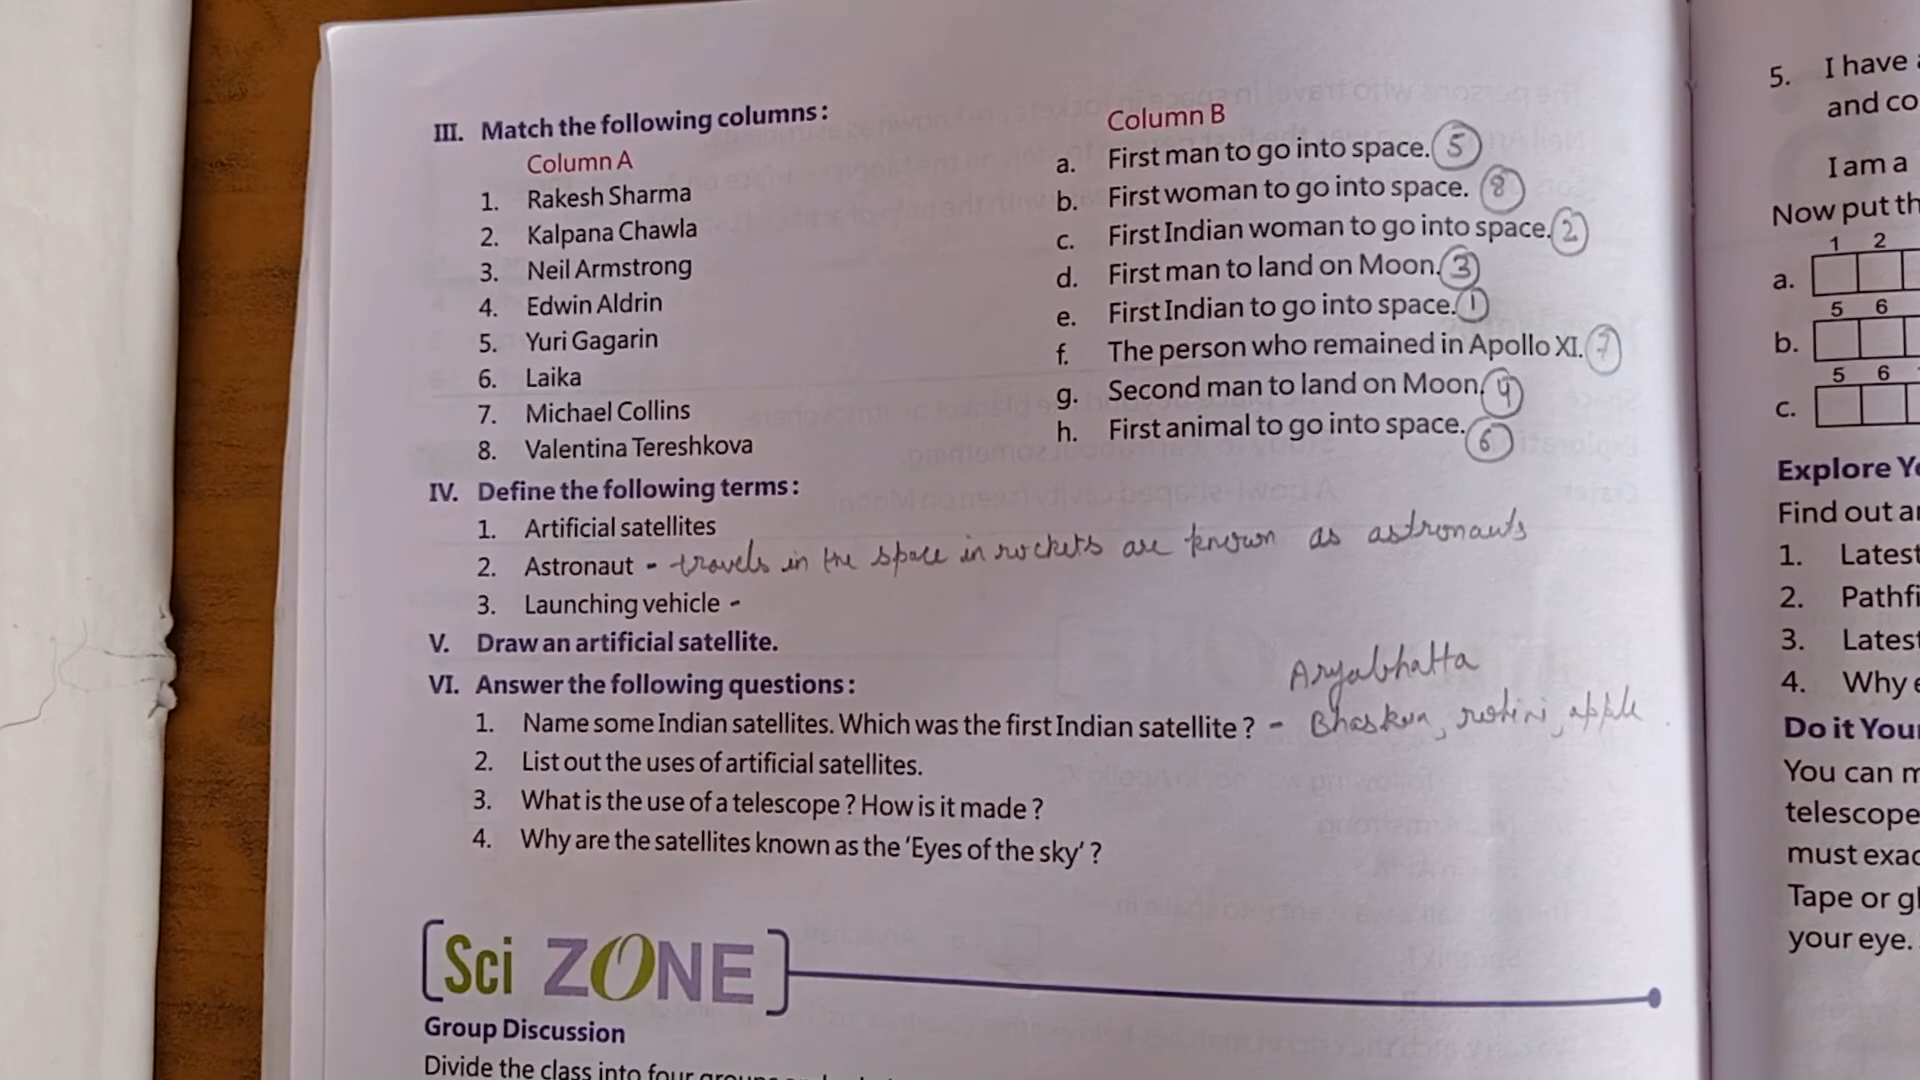 III. Match the following columns:
Column A
1. Rakesh Sharma
2. Kalpana Chawla
3. Neil Armstrong
4. Edwin Aldrin
5. Yuri Gagarin
6. Laika
7. Michael Collins
8. Valentina Tereshkova
Column B
a. First man to go into space. 5
b. First woman to go into space. 8
c. First Indian woman to go into space. 2
d. First man to land on Moon. 3
e. First Indian to go into space. 1
f. The person who remained in Apollo XI. 7
g. Second man to land on Moon. 4
h. First animal to go into space. 6
IV. Define the following terms:
1. Artificial satellites
2. Astronaut - travels in the space in rockets are known as astronauts
3. Launching vehicle -
V. Draw an artificial satellite.
VI. Answer the following questions:
Aryabhatta
1. Name some Indian satellites. Which was the first Indian satellite ? - Bhaskra, rohini, apple
2. List out the uses of artificial satellites.
3. What is the use of a telescope ? How is it made ?
4. Why are the satellites known as the 'Eyes of the sky' ?
[Sci ZONE]
Group Discussion
Divide the class into four groups
5. I have
and co
I am a
Now put th
1 2
a.
5 6
b.
5 6
c.
Explore Yo
Find out a
1. Latest
2. Pathfi
3. Latest
4. Why
Do it You
You can m
telescope
must exac
Tape or gl
your eye.